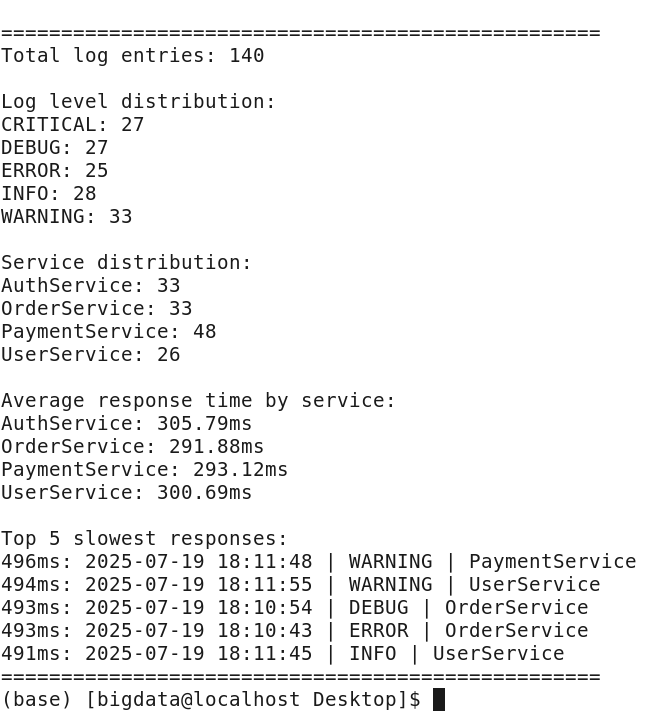 ==================================================
Total log entries: 140
Log level distribution:
CRITICAL: 27
DEBUG: 27
ERROR: 25
INFO: 28
WARNING: 33
Service distribution:
AuthService: 33
OrderService: 33
PaymentService: 48
UserService: 26
Average response time by service:
AuthService: 305.79ms
OrderService: 291.88ms
PaymentService: 293.12ms
UserService: 300.69ms
Top 5 slowest responses:
496ms: 2025-07-19 18:11:48 | WARNING | PaymentService
494ms: 2025-07-19 18:11:55 | WARNING | UserService
493ms: 2025-07-19 18:10:54 | DEBUG | OrderService
493ms: 2025-07-19 18:10:43 | ERROR | OrderService
491ms: 2025-07-19 18:11:45 | INFO | UserService
==================================================
(base) [bigdata@localhost Desktop]$